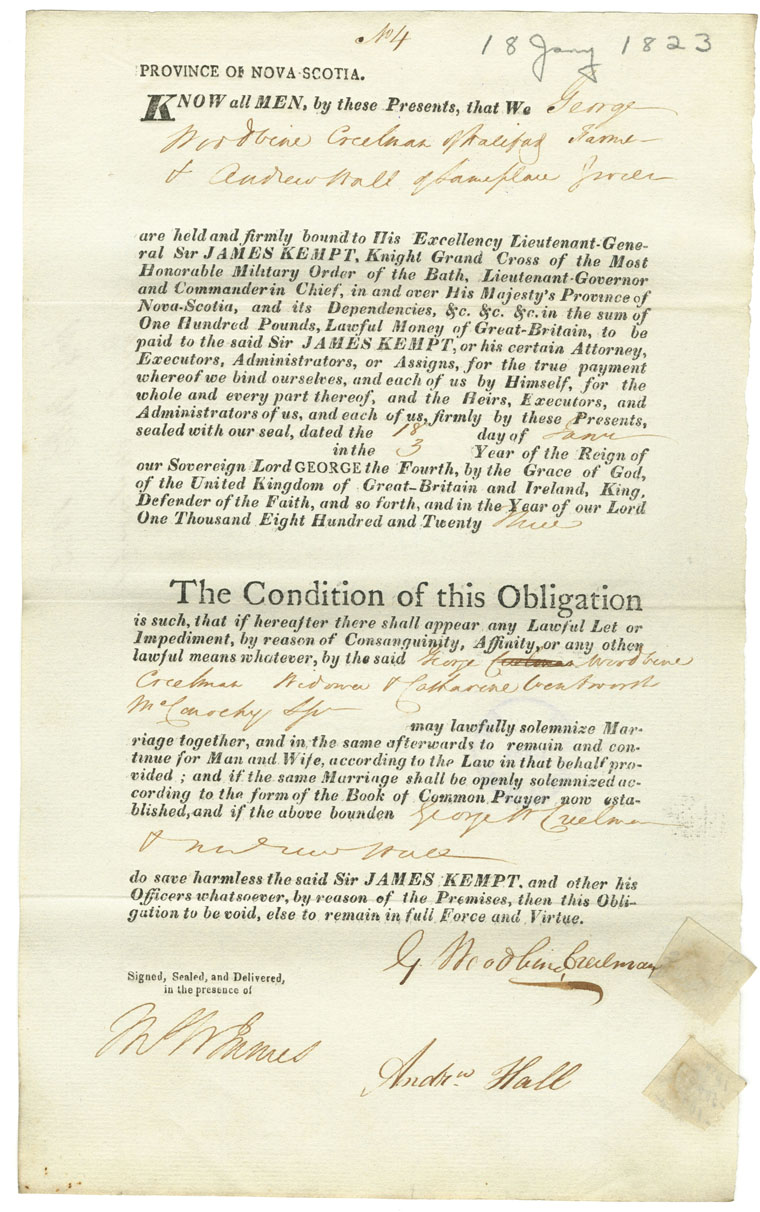 No 4
18 Jany 1823
PROVINCE OF NOVA-SCOTIA.
KNOW all MEN, by these Presents, that We George
Woodbine Creelman of Halifax Farmer
& Andrew Hall of same place
are held and firmly bound to His Excellency Lieutenant-Gene-
ral Sir JAMES KEMPT, Knight Grand Cross of the Most
Honorable Military Order of the Bath, Lieutenant-Governor
and Commander in Chief, in and over His Majesty's Province of
Nova-Scotia, and its Dependencies, &c. &c. &c. in the sum of
One Hundred Pounds, Lawful Money of Great-Britain, to be
paid to the said Sir JAMES KEMPT, or his certain Attorney,
Executors, Administrators, or Assigns, for the true payment
whereof we bind ourselves, and each of us by Himself, for the
whole and every part thereof, and the Heirs, Executors, and
Administrators of us, and each of us, firmly by these Presents,
sealed with our seal, dated the 18 day of Janr
in the 3 Year of the Reign of
our Sovereign Lord GEORGE the Fourth, by the Grace of God,
of the United Kingdom of Great-Britain and Ireland, King,
Defender of the Faith, and so forth, and in the Year of our Lord
One Thousand Eight Hundred and Twenty Three
The Condition of this Obligation
is such, that if hereafter there shall appear any Lawful Let or
Impediment, by reason of Consanguinity, Affinity, or any other
lawful means whatever, by the said George Creelman Woodbine
Creelman Widower & Catharine Wentworth
Spr
may lawfully solemnize Mar-
riage together, and in the same afterwards to remain and con-
tinue for Man and Wife, according to the Law in that behalf pro-
vided ; and if the same Marriage shall be openly solemnized ac-
cording to the form of the Book of Common Prayer now esta-
blished, and if the above bounden George W Creelman
& Andrew Hall
do save harmless the said Sir JAMES KEMPT, and other his
Officers whatsoever, by reason of the Premises, then this Obli-
gation to be void, else to remain in full Force and Virtue.
G Woodbine Creelman
Signed, Sealed, and Delivered,
in the presence of
Andrw Hall